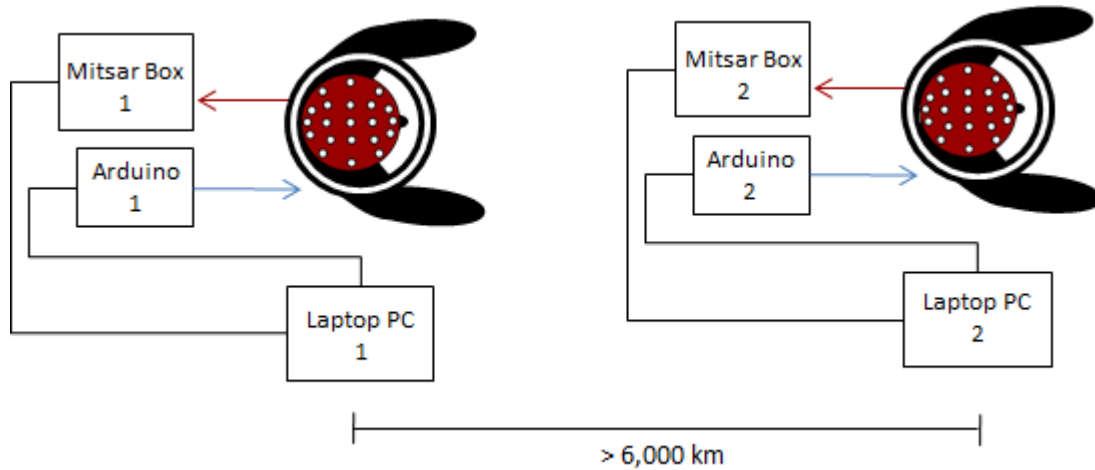 Mitsar Box
1
Arduino
1
Laptop PC
1
Mitsar Box
2
Arduino
2
Laptop PC
2
> 6,000 km